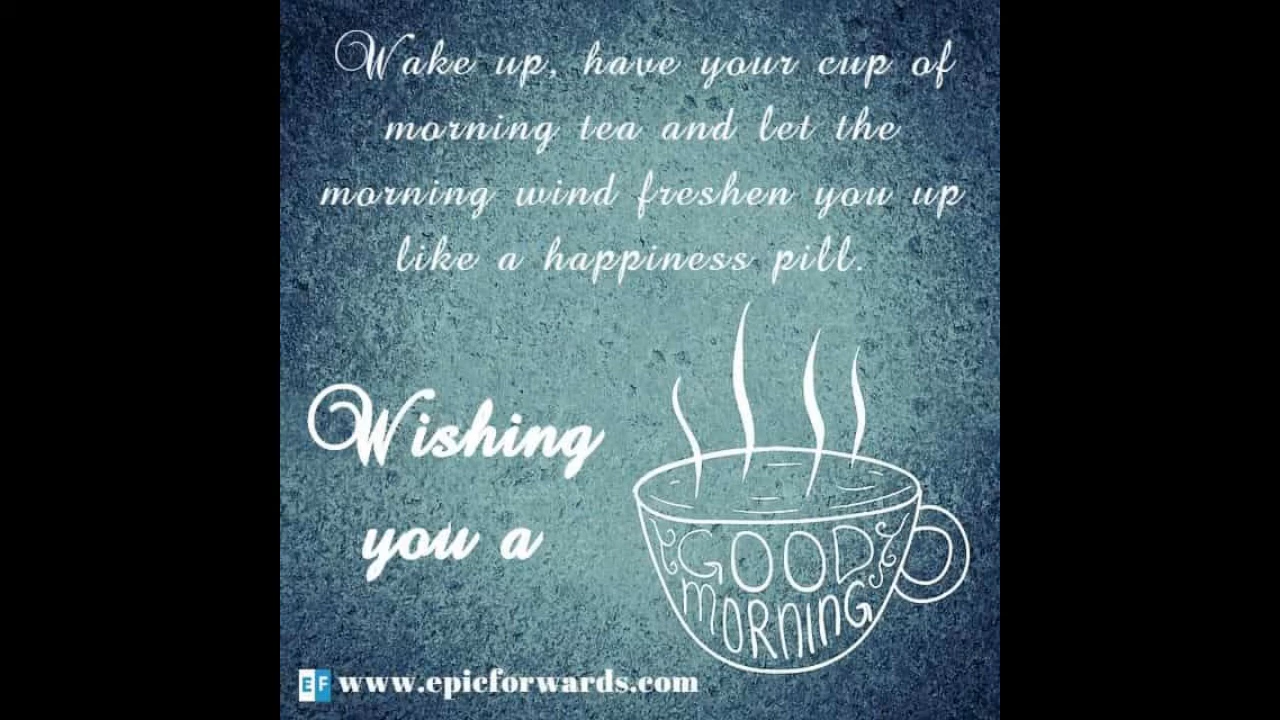 Wake up, have your cup of
morning tea and let the
morning wind freshen you up
like a happiness pill.
Wishing
you a
GOOD
MORNING
EF www.epicforwards.com